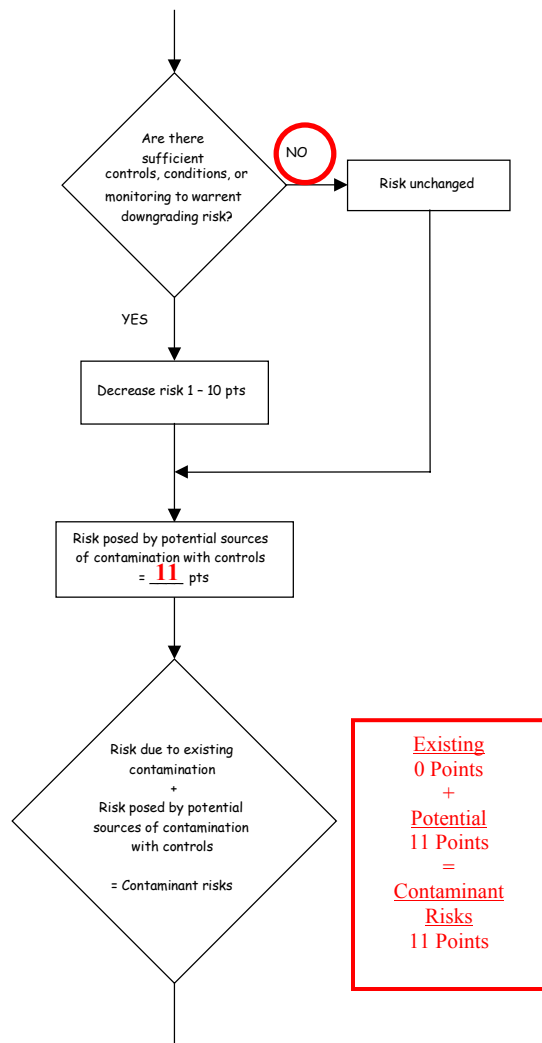 Are there
sufficient
controls, conditions, or
monitoring to warrent
downgrading risk?
NO
Risk unchanged
YES
Decrease risk 1 – 10 pts
Risk posed by potential sources
of contamination with controls
= 11 pts
Risk due to existing
contamination
+
Risk posed by potential
sources of contamination
with controls
= Contaminant risks
Existing
0 Points
+
Potential
11 Points
=
Contaminant
Risks
11 Points